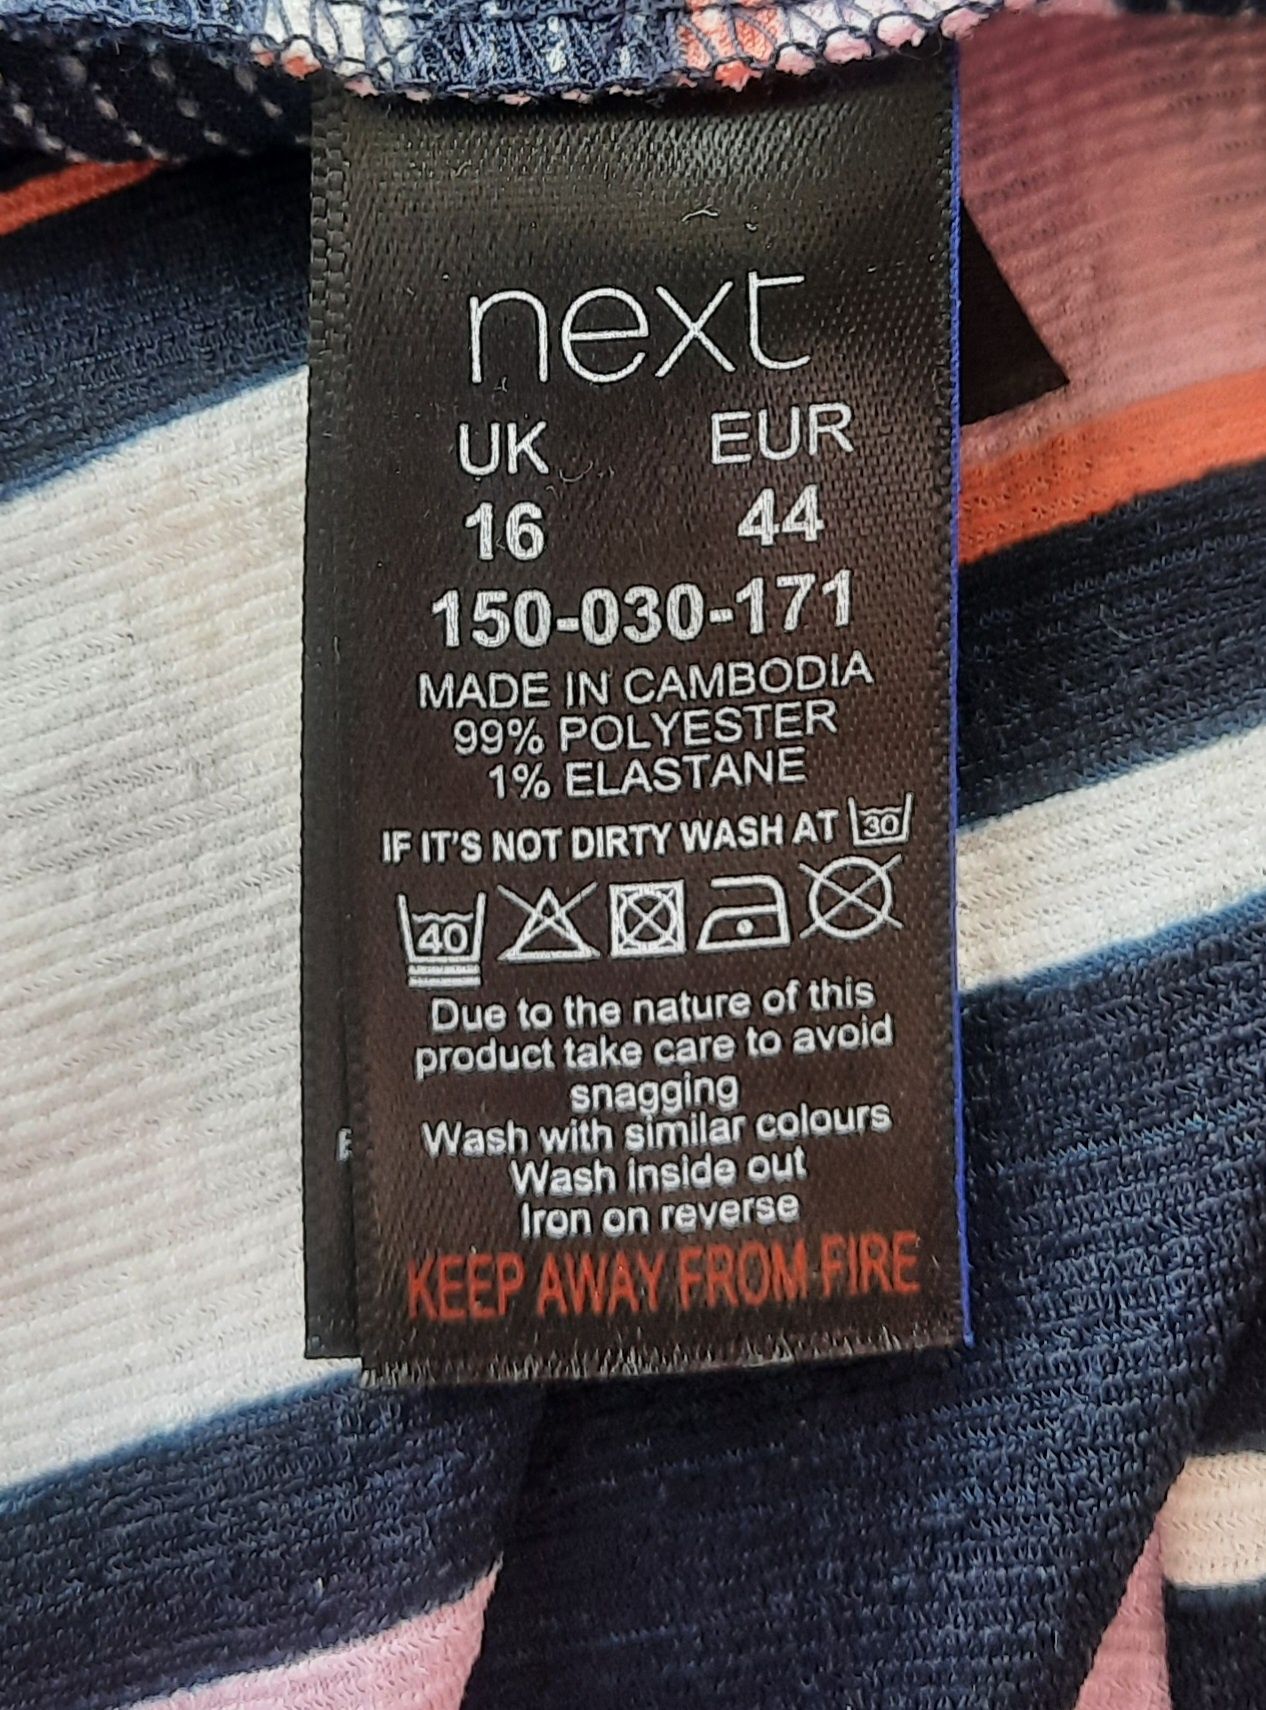 next
UK EUR
16 44
150-030-171
MADE IN CAMBODIA
99% POLYESTER
1% ELASTANE
IF IT'S NOT DIRTY WASH AT 30
40
Due to the nature of this
product take care to avoid
snagging
Wash with similar colours
Wash inside out
Iron on reverse
KEEP AWAY FROM FIRE